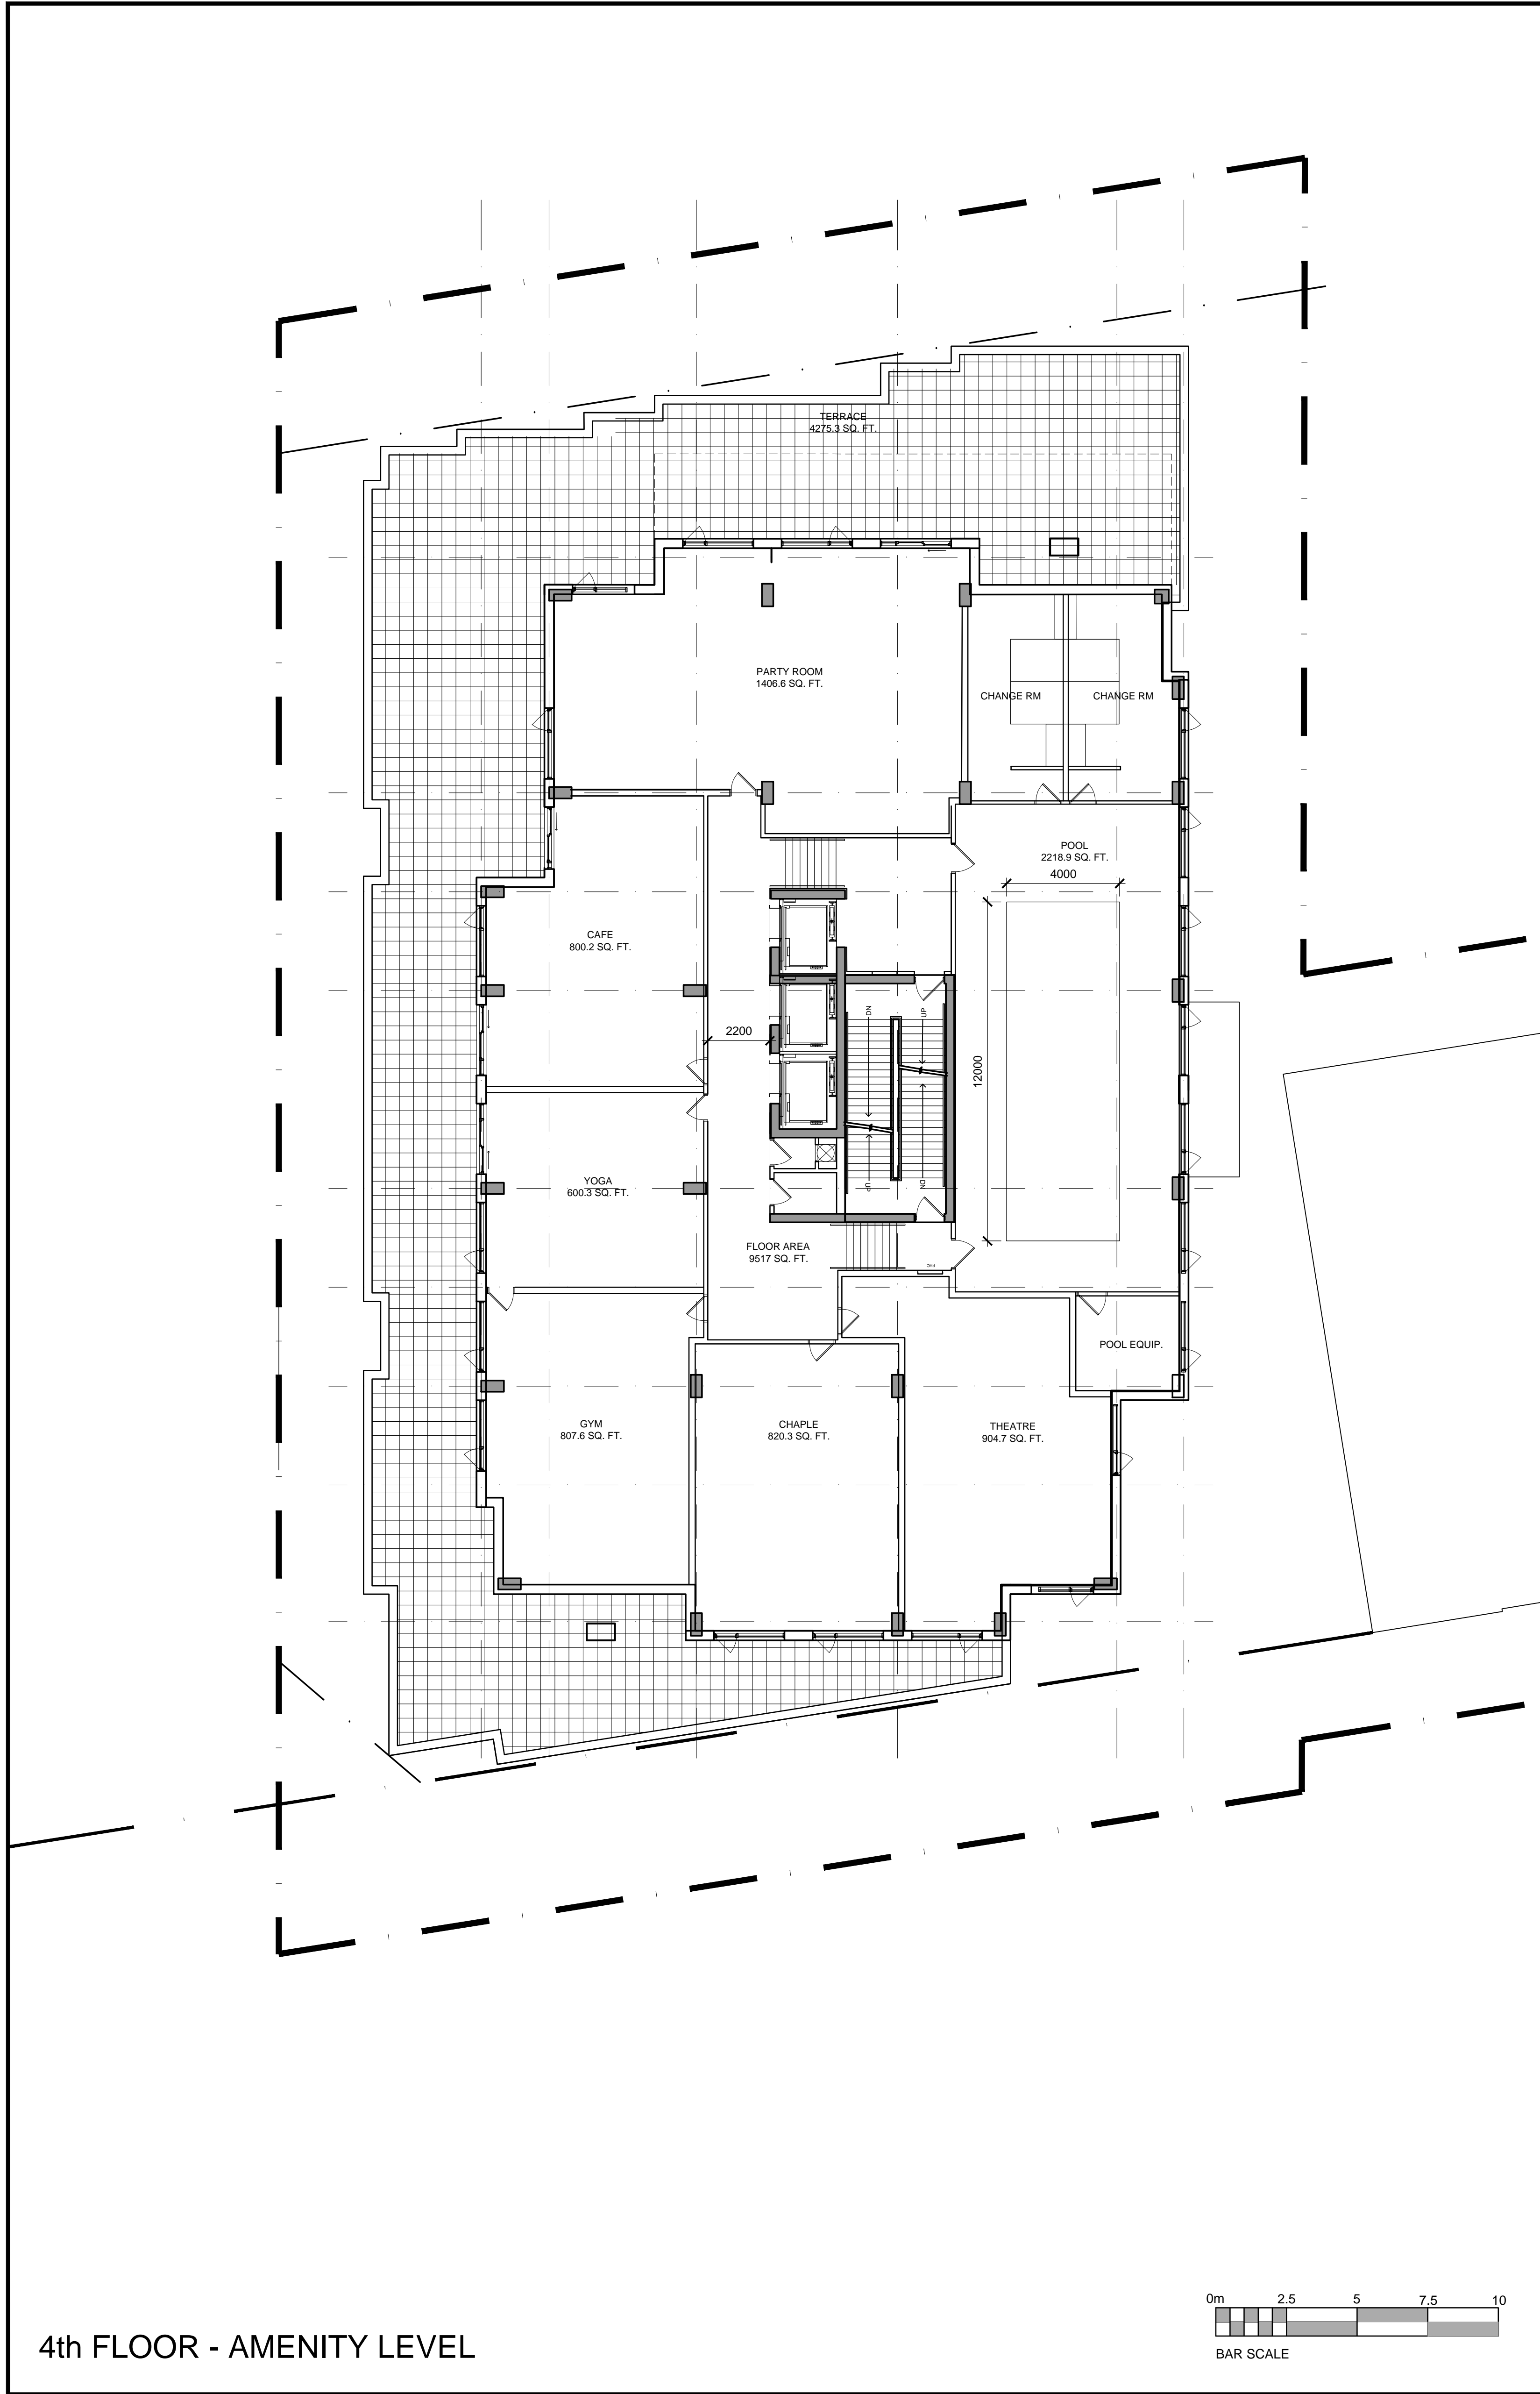 TERRACE
4275.3 SQ. FT.
PARTY ROOM
1406.6 SQ. FT.
CHANGE RM
CHANGE RM
POOL
2218.9 SQ. FT.
4000
CAFE
800.2 SQ. FT.
DN
UP
2200
12000
YOGA
600.3 SQ. FT.
UP
DN
FLOOR AREA
9517 SQ. FT.
FHC
POOL EQUIP.
GYM
807.6 SQ. FT.
CHAPLE
820.3 SQ. FT.
THEATRE
904.7 SQ. FT.
0m 2.5 5 7.5 10
BAR SCALE
4th FLOOR - AMENITY LEVEL